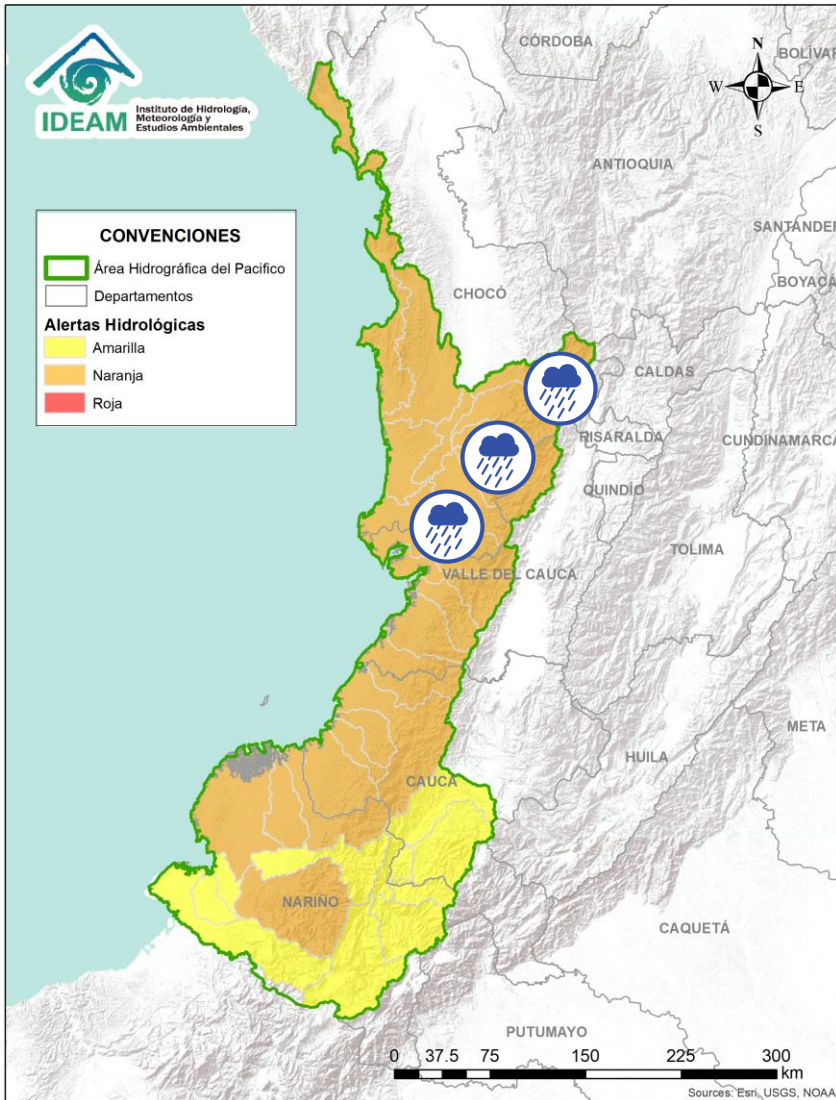 IDEAM
Instituto de Hidrología,
Meteorología y
Estudios Ambientales
N
W
E
S
CÓRDOBA
BOLÍVAR
ANTIOQUIA
SANTANDER
BOYACÁ
CONVENCIONES
Área Hidrográfica del Pacifico
Departamentos
Alertas Hidrológicas
Amarilla
Naranja
Roja
CHOCÓ
CALDAS
RISARALDA
CUNDINAMARCA
QUINDÍO
TOLIMA
VALLE DEL CAUCA
META
HUILA
CAUCA
NARIÑO
CAQUETÁ
PUTUMAYO
0 37.5 75 150 225 300
km
Sources: Esri, USGS, NOAA